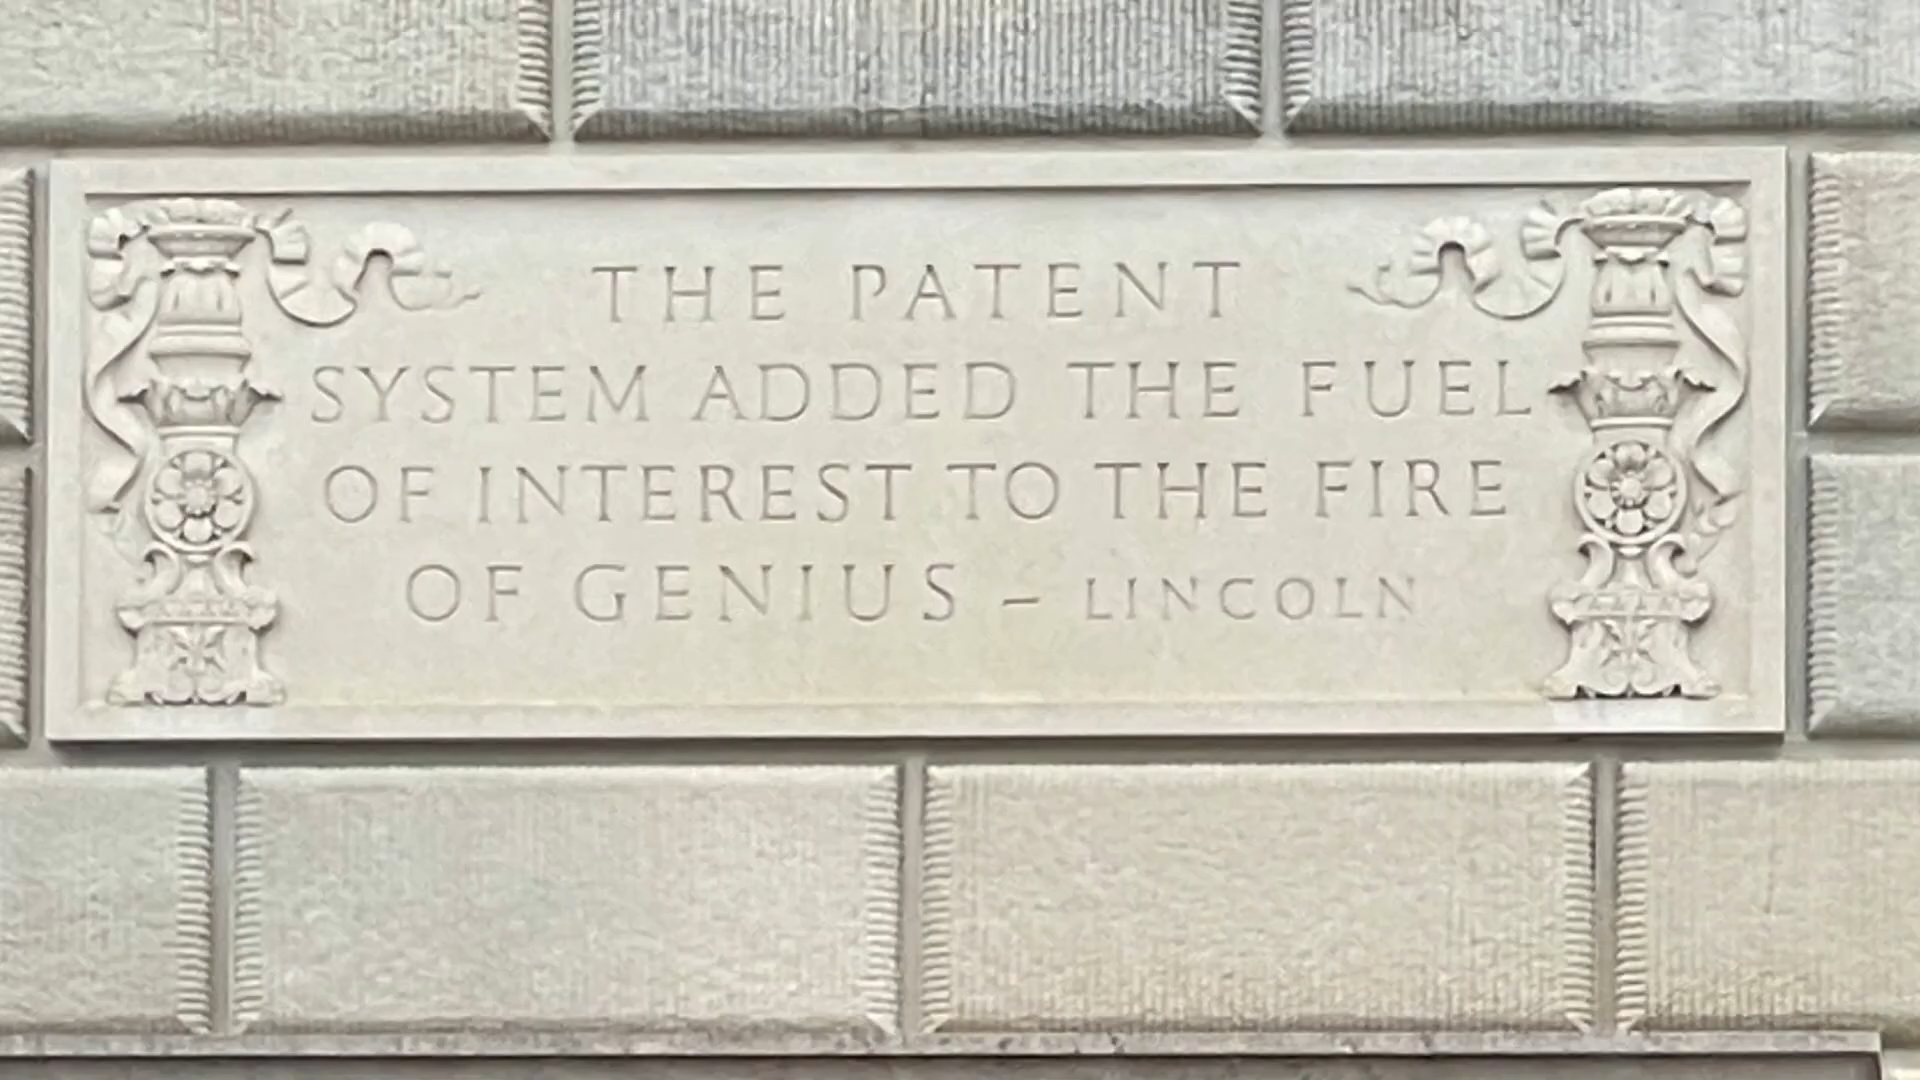 THE PATENT
SYSTEM ADDED THE FUEL
OF INTEREST TO THE FIRE
OF GENIUS – LINCOLN